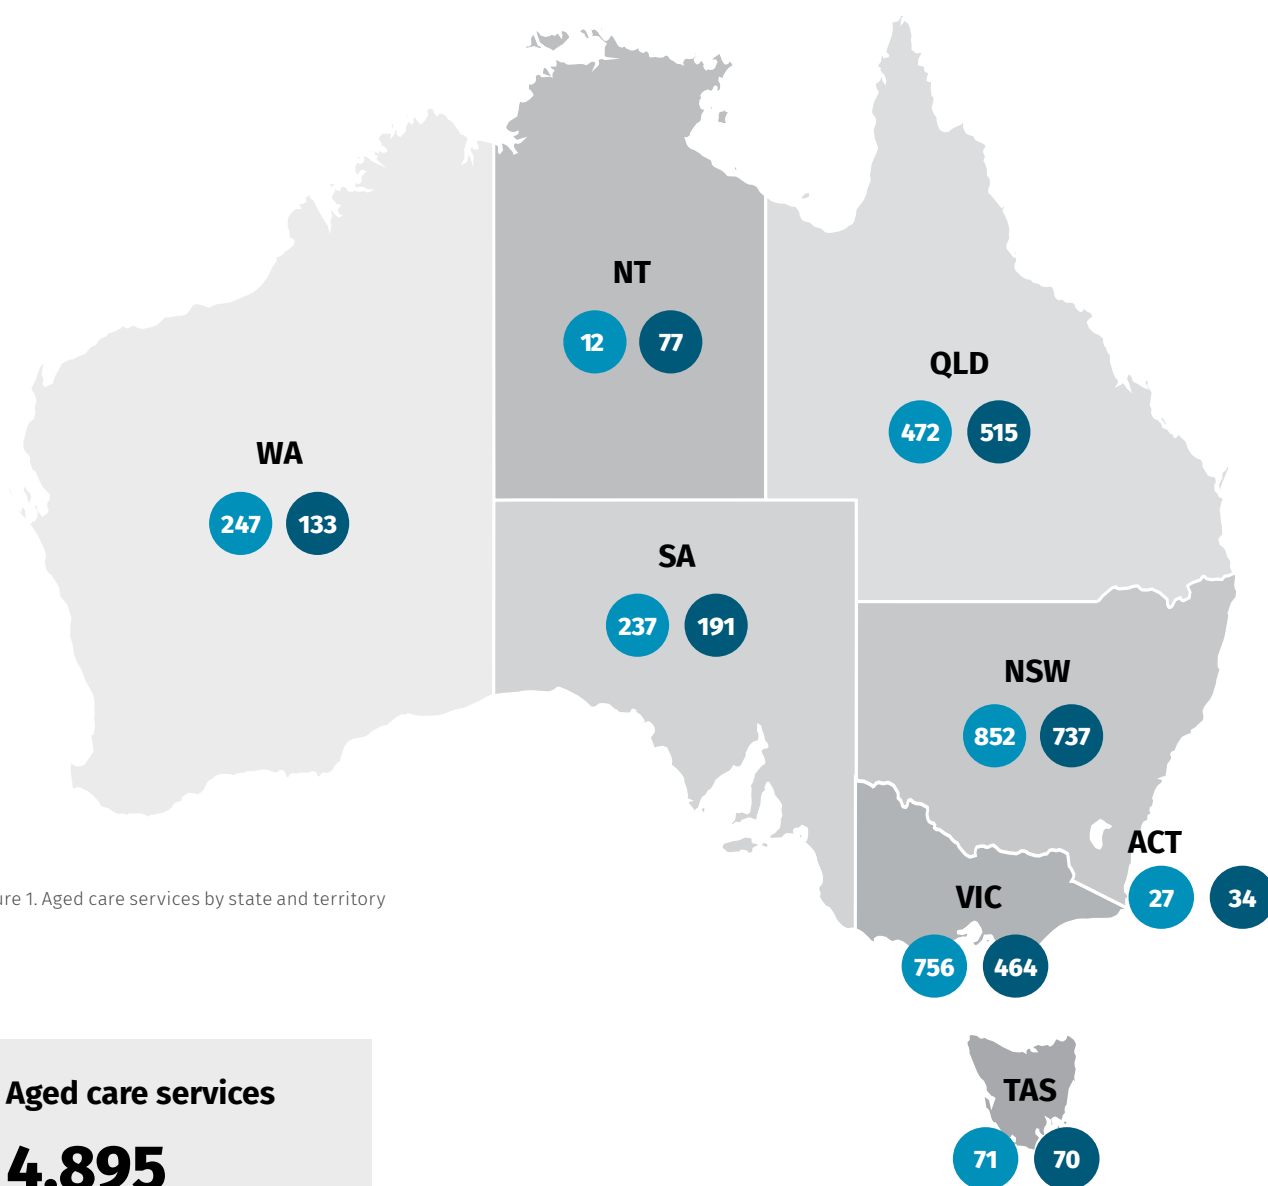 NT
12 77
QLD
472 515
WA
247 133
SA
237 191
NSW
852 737
ACT
27 34
VIC
756 464
ure 1. Aged care services by state and territory
TAS
71 70
Aged care services
4,895